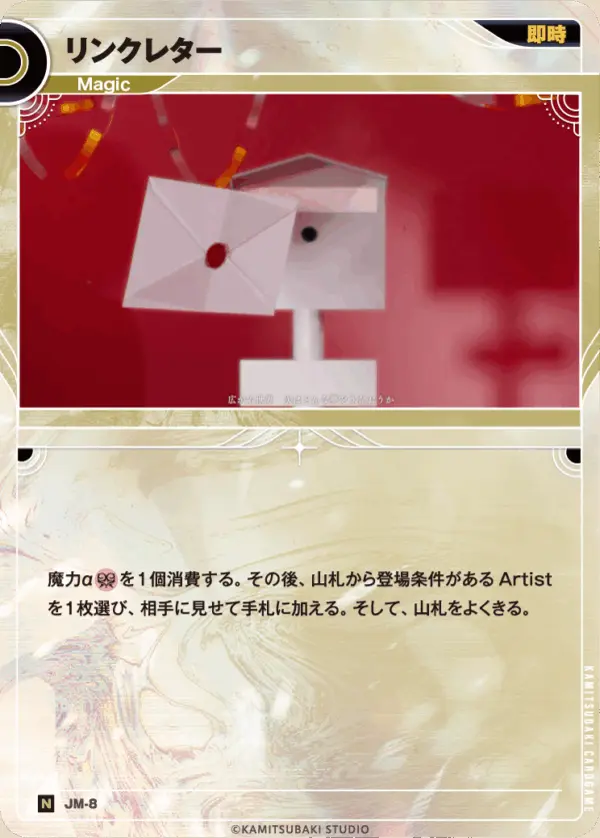 リンクレター
即時
Magic
魔力αを1個消費する。その後、山札から登場条件があるArtist
を1枚選び、相手に見せて手札に加える。そして、山札をよくきる。
KAMITSUBAKI CARDGAME
N JM-8
©KAMITSUBAKI STUDIO